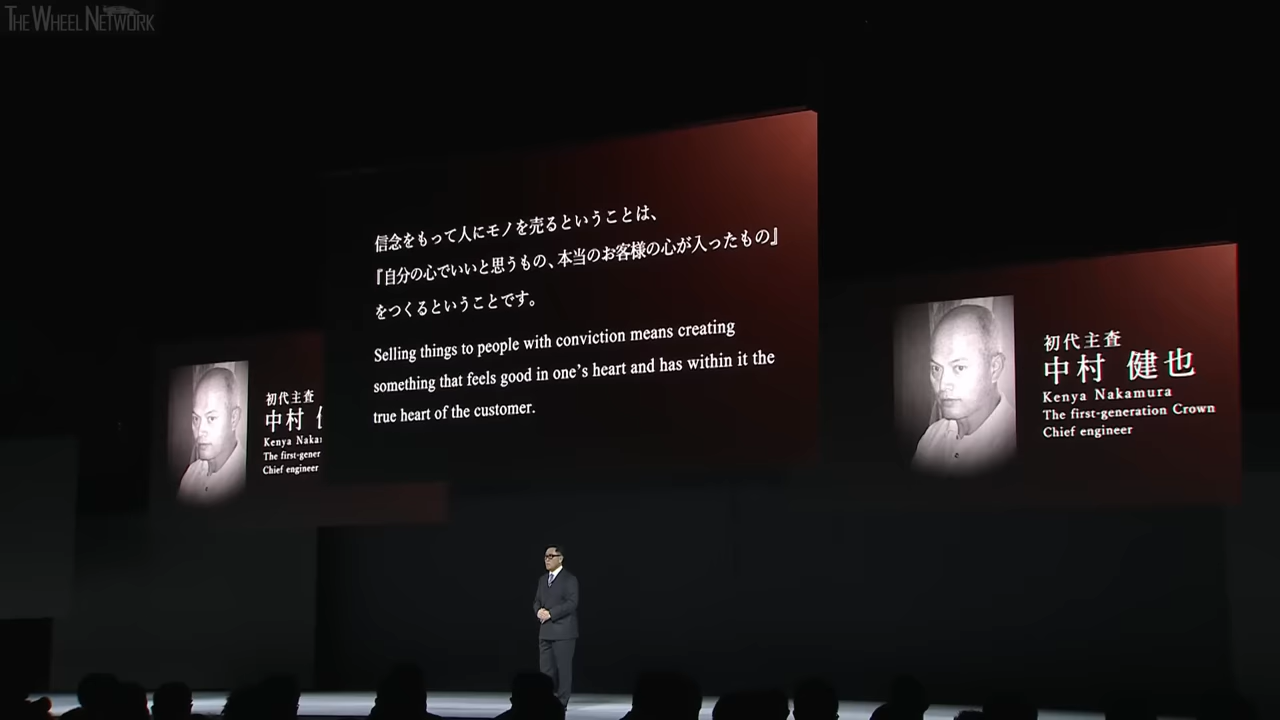 THE WHEEL NETWORK
信念をもって人にモノを売るということは、
『自分の心でいいと思うもの、本当のお客様の心が入ったもの』
をつくるということです。
Selling things to people with conviction means creating
something that feels good in one's heart and has within it the
true heart of the customer.
初代主査
中村
Kenya Naka
The first-gener
Chief engineer
初代主査
中村 健也
Kenya Nakamura
The first-generation Crown
Chief engineer